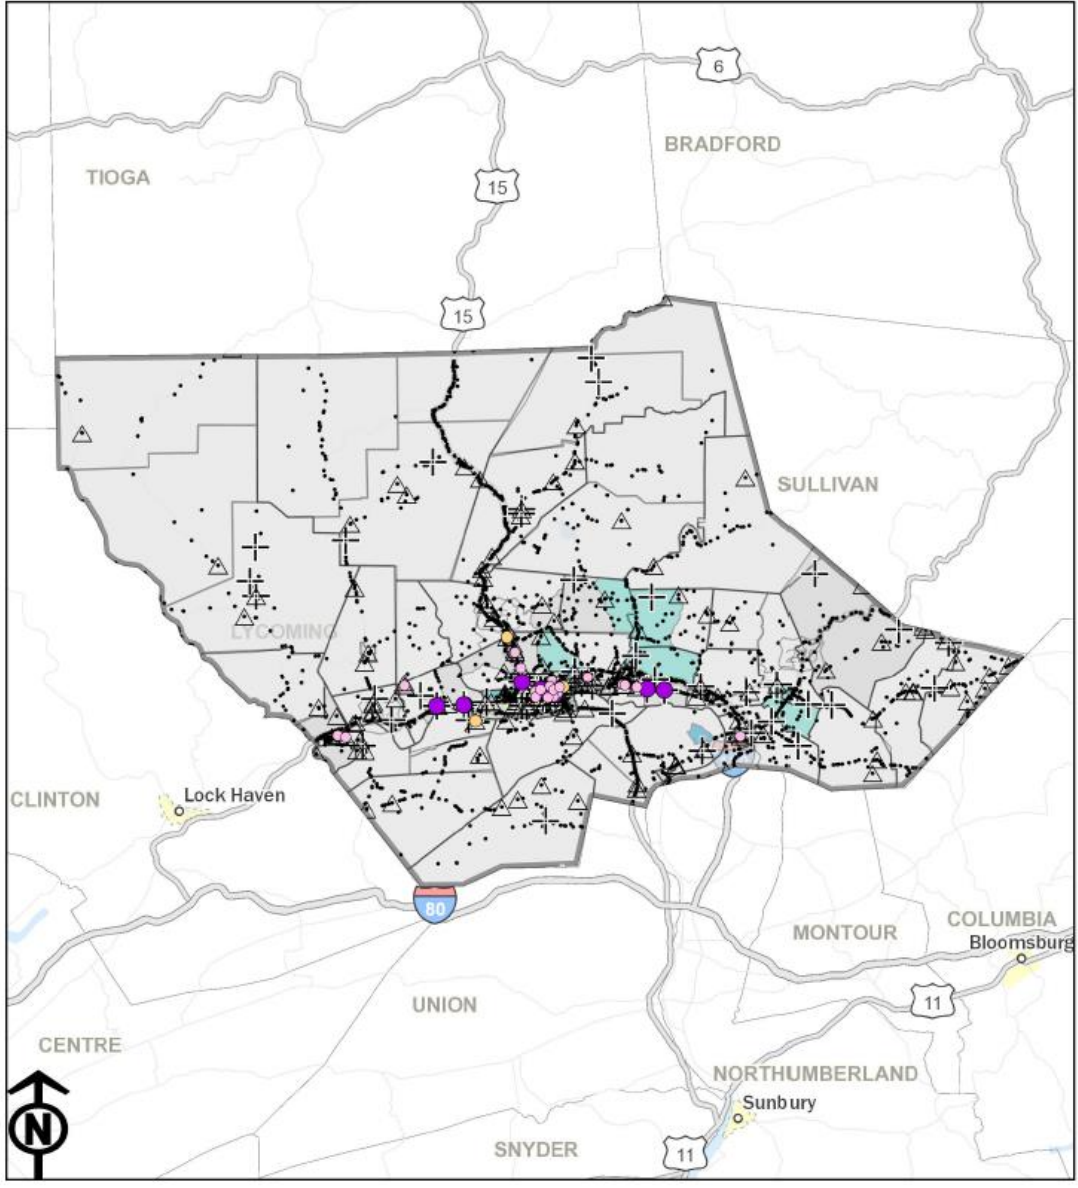 6
BRADFORD
TIOGA
15
15
SULLIVAN
LYCOMING
CLINTON
Lock Haven
80
COLUMBIA
MONTOUR
Bloomsburg
UNION
11
CENTRE
NORTHUMBERLAND
Sunbury
N
SNYDER
11